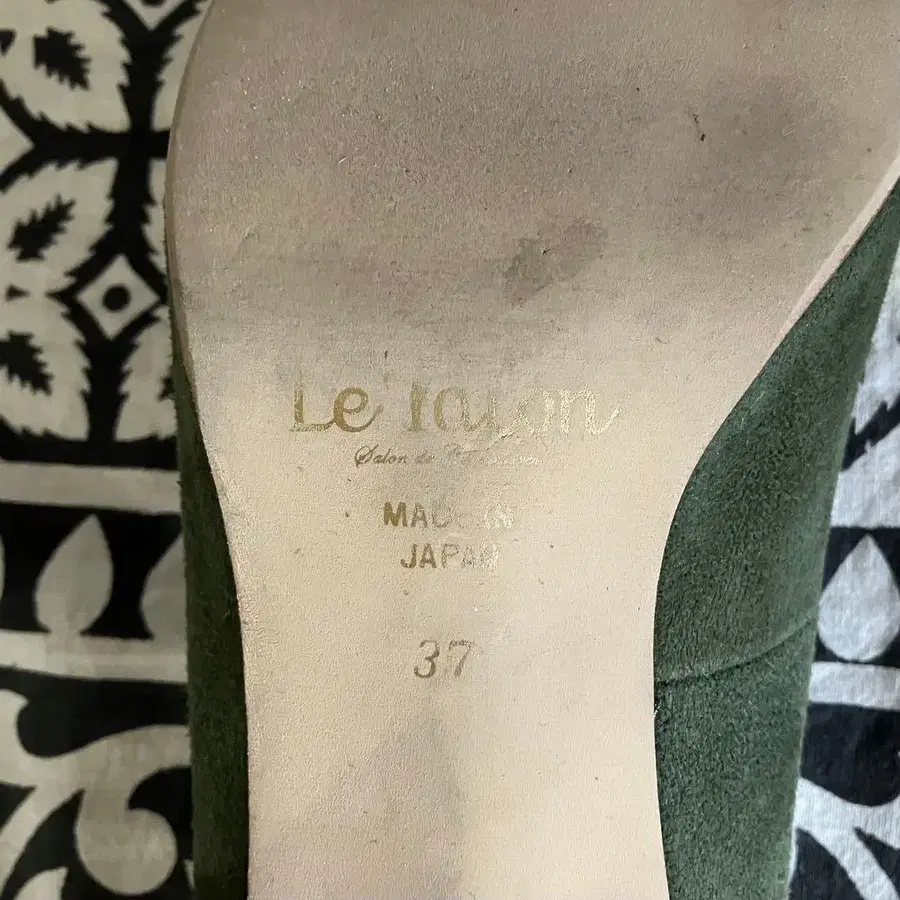 Le Talon
Salon de
MADE IN
JAPAN
37